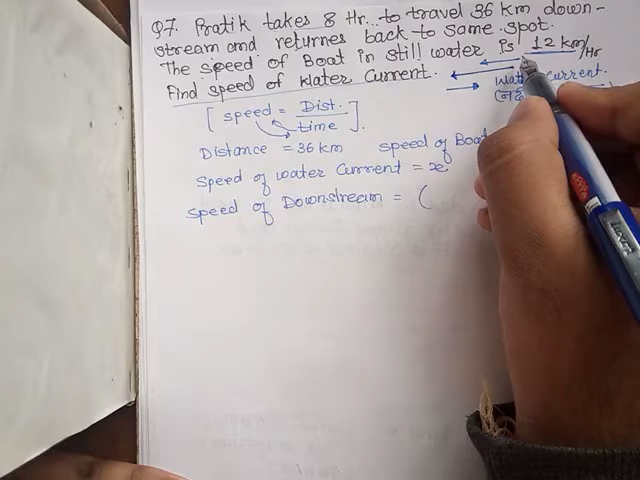 Q7. Pratik takes 8 Hr... to travel 36 km down-
stream and returnes back to same spot.
The speed of Boat in still water is 12 km/Hr
Find speed of Water Current.
[ speed = Dist. / time ].
Distance = 36 km speed of Boat
Speed of water Current = x
Speed of Downstream = (